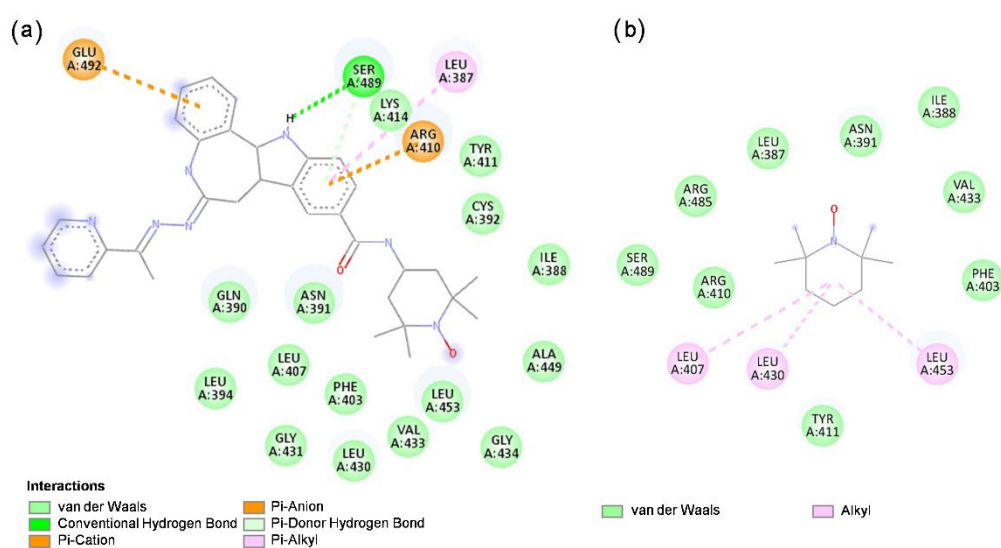 (a)
GLU
A:492
SER
A:489
LEU
A:387
LYS
A:414
ARG
A:410
TYR
A:411
CYS
A:392
H
N
N
N
N
N
N
O
ILE
A:388
GLN
A:390
ASN
A:391
N
O
LEU
A:407
ALA
A:449
LEU
A:394
PHE
A:403
LEU
A:453
GLY
A:431
LEU
A:430
VAL
A:433
GLY
A:434
Interactions
van der Waals
Conventional Hydrogen Bond
Pi-Cation
Pi-Anion
Pi-Donor Hydrogen Bond
Pi-Alkyl
(b)
ILE
A:388
ASN
A:391
LEU
A:387
ARG
A:485
VAL
A:433
O
N
SER
A:489
ARG
A:410
PHE
A:403
LEU
A:407
LEU
A:430
LEU
A:453
TYR
A:411
van der Waals
Alkyl